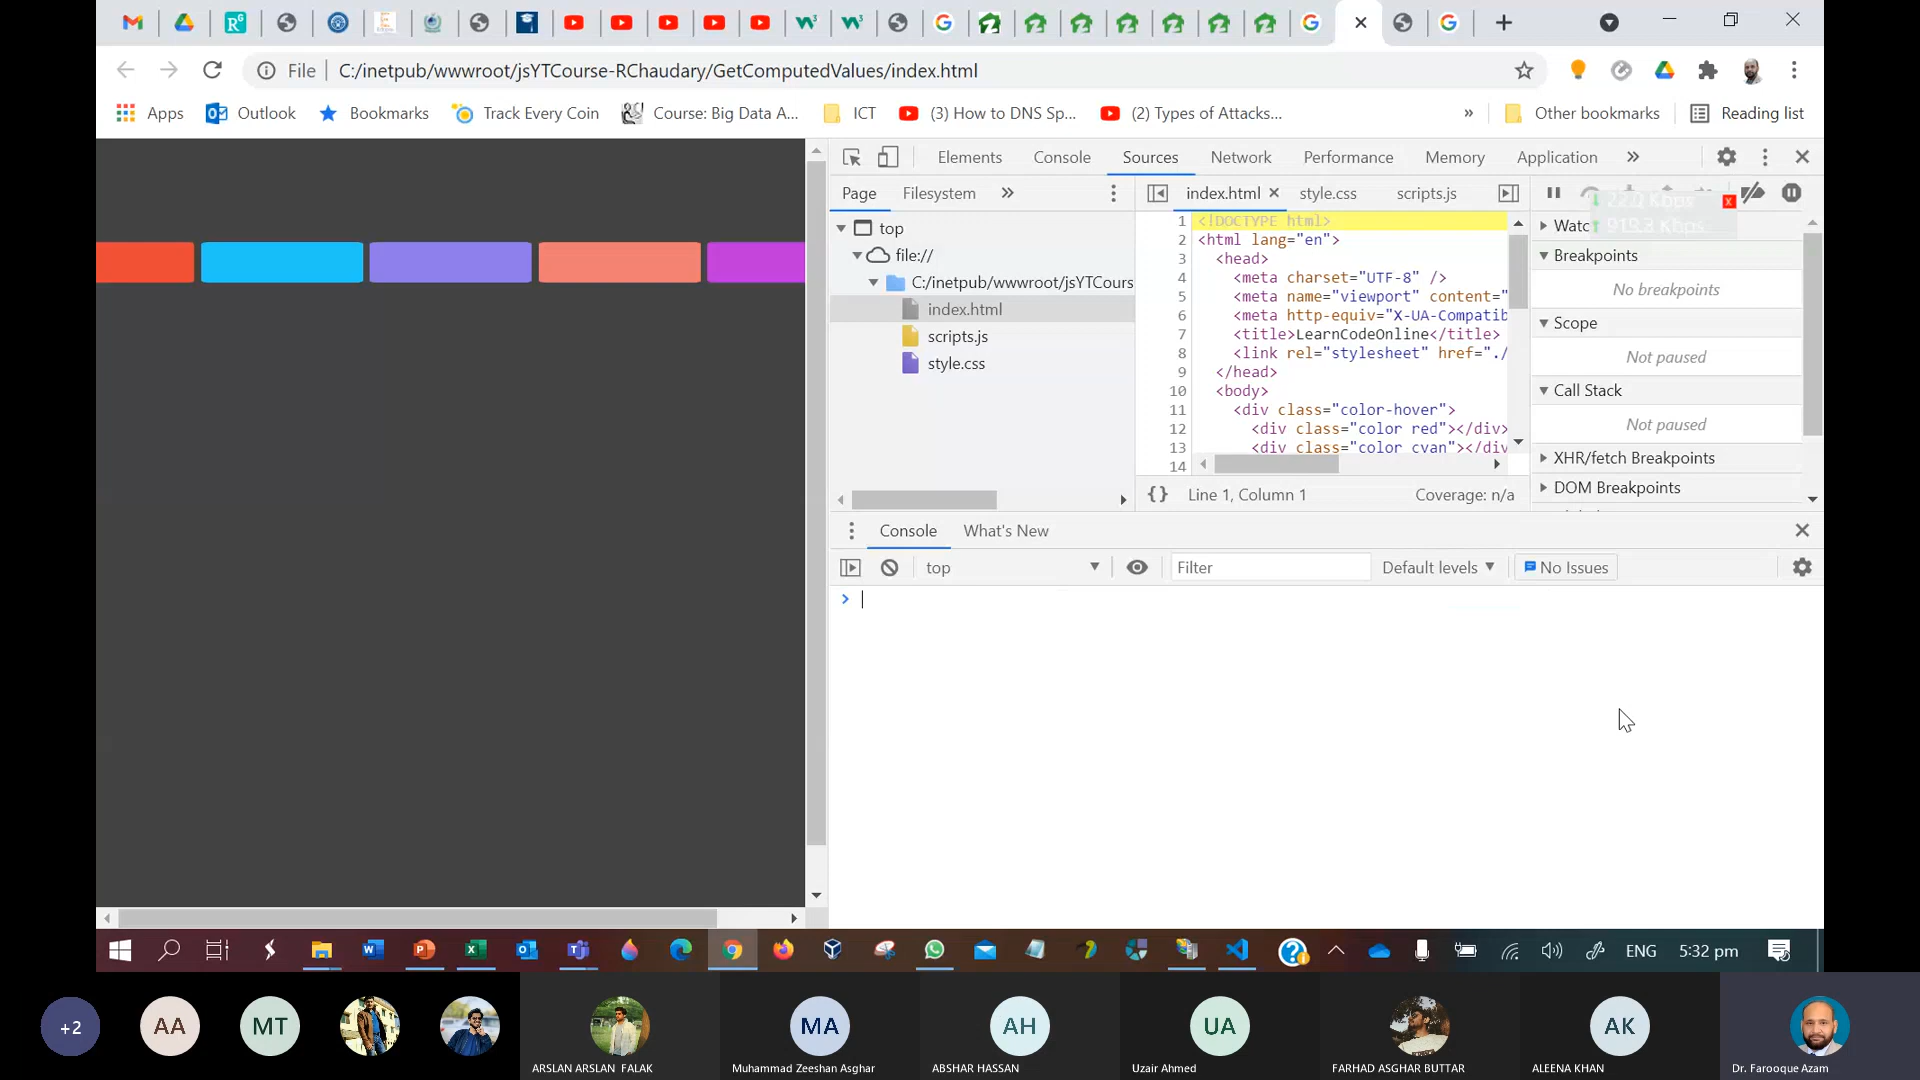 File C:/inetpub/wwwroot/jsYTCourse-RChaudary/GetComputedValues/index.html
Apps Outlook Bookmarks Track Every Coin Course: Big Data A... ICT (3) How to DNS Sp... (2) Types of Attacks... » Other bookmarks Reading list
Elements Console Sources Network Performance Memory Application »
Page Filesystem »
index.html style.css scripts.js
220 Kbps
919.3 Kbps
top
file://
C:/inetpub/wwwroot/jsYTCours
index.html
scripts.js
style.css
1 <!DOCTYPE html>
2 <html lang="en">
3 <head>
4 <meta charset="UTF-8" />
5 <meta name="viewport" content="
6 <meta http-equiv="X-UA-Compatib
7 <title>LearnCodeOnline</title>
8 <link rel="stylesheet" href="./
9 </head>
10 <body>
11 <div class="color-hover">
12 <div class="color red"></div>
13 <div class="color cyan"></div
14
{} Line 1, Column 1 Coverage: n/a
Watc
Breakpoints
No breakpoints
Scope
Not paused
Call Stack
Not paused
XHR/fetch Breakpoints
DOM Breakpoints
Console What's New
top Filter Default levels No Issues
ENG 5:32 pm
+2 AA MT MA AH UA AK
ARSLAN ARSLAN FALAK Muhammad Zeeshan Asghar ABSHAR HASSAN Uzair Ahmed FARHAD ASGHAR BUTTAR ALEENA KHAN Dr. Farooque Azam